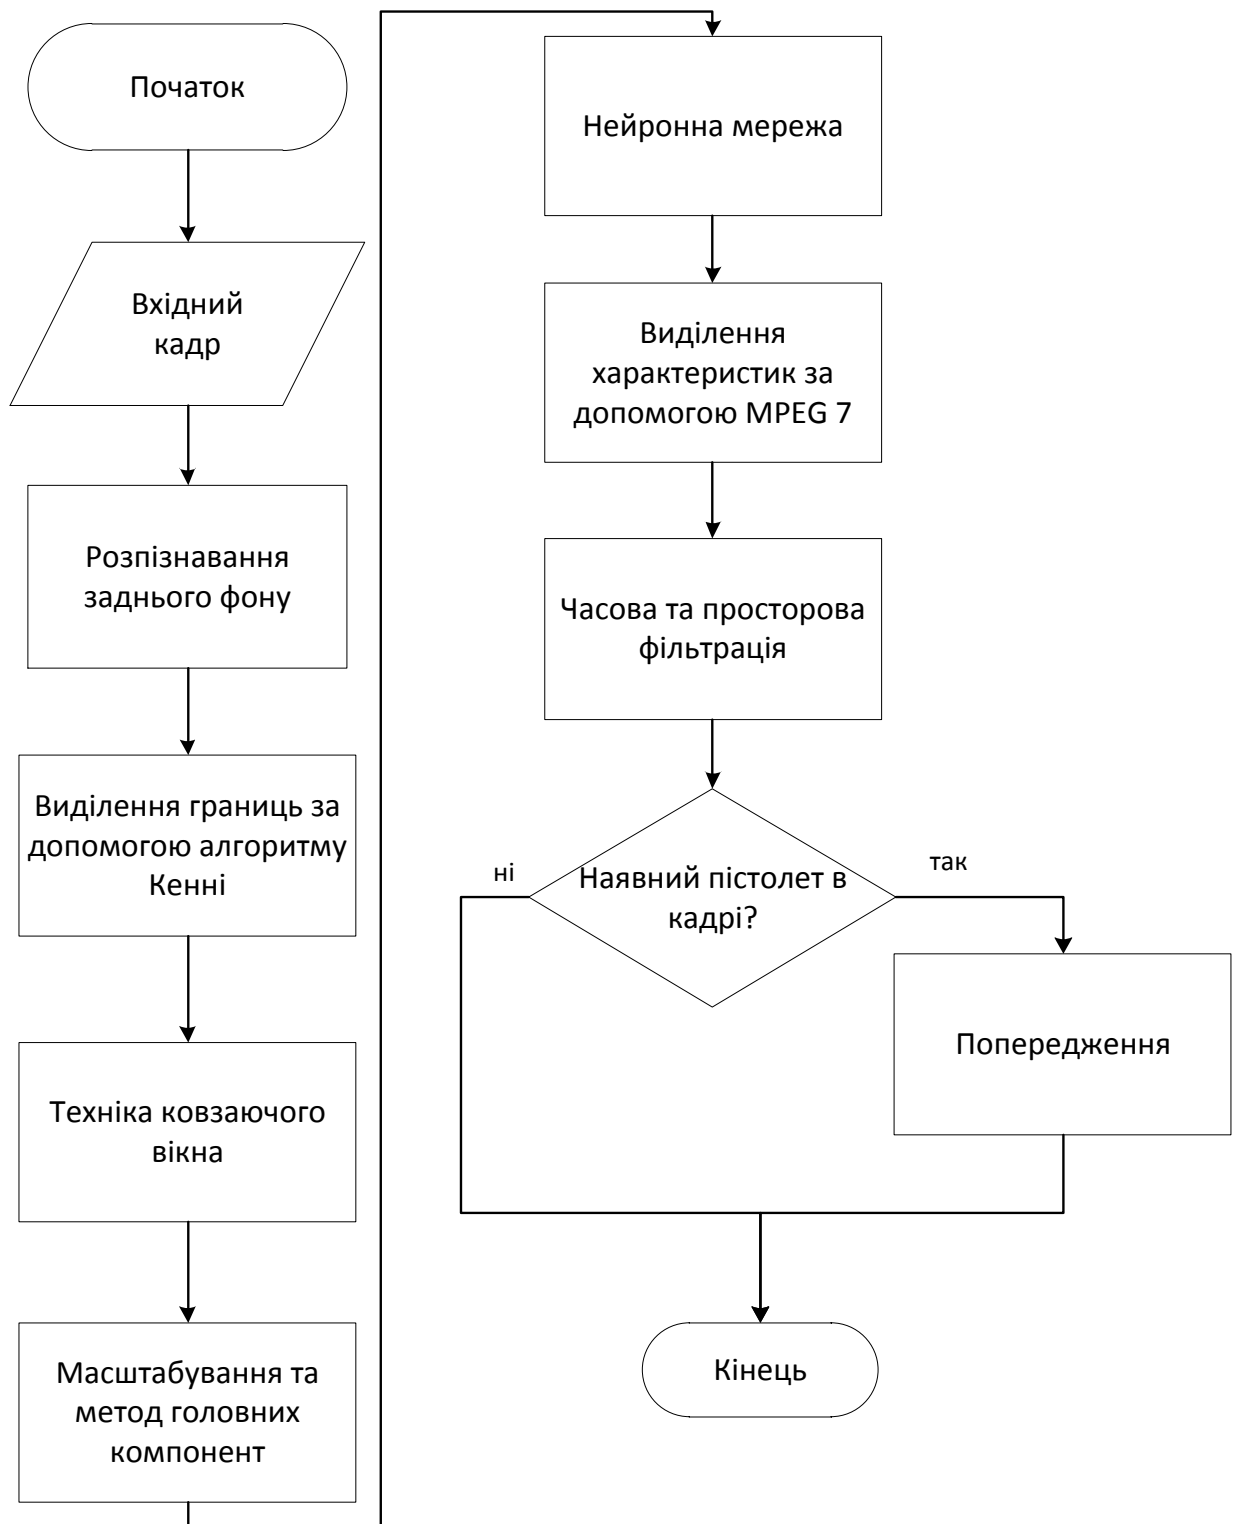 Початок
Вхідний
кадр
Розпізнавання
заднього фону
Виділення границь за
допомогою алгоритму
Кенні
Техніка ковзаючого
вікна
Масштабування та
метод головних
компонент
Нейронна мережа
Виділення
характеристик за
допомогою MPEG 7
Часова та просторова
фільтрація
Наявний пістолет в
кадрі?
ні
так
Попередження
Кінець